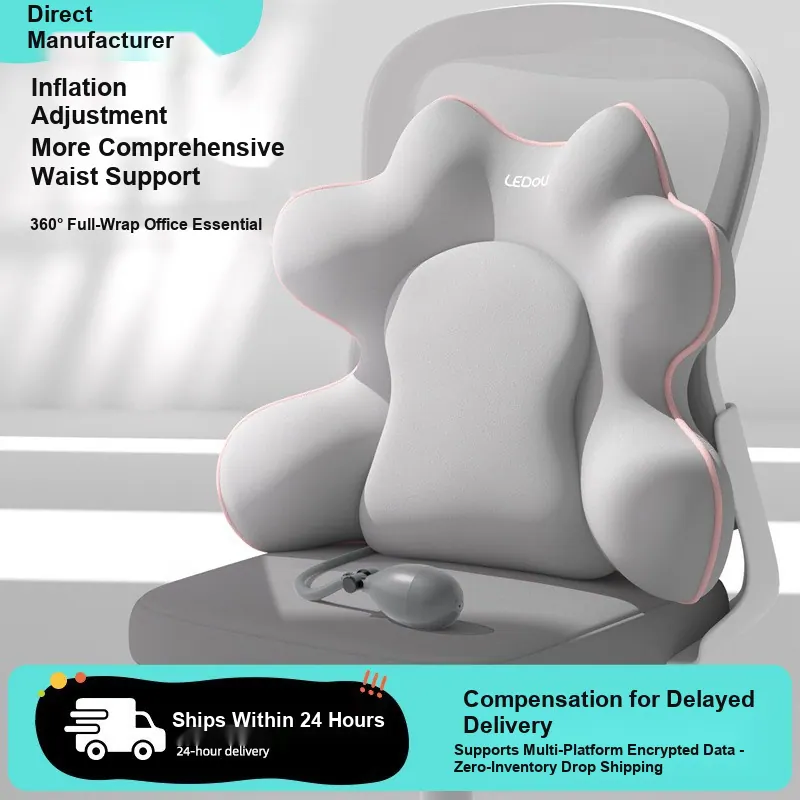 Direct
Manufacturer
Inflation
Adjustment
More Comprehensive
Waist Support
360° Full-Wrap Office Essential
LEDOU
Ships Within 24 Hours
24-hour delivery
Compensation for Delayed
Delivery
Supports Multi-Platform Encrypted Data -
Zero-Inventory Drop Shipping